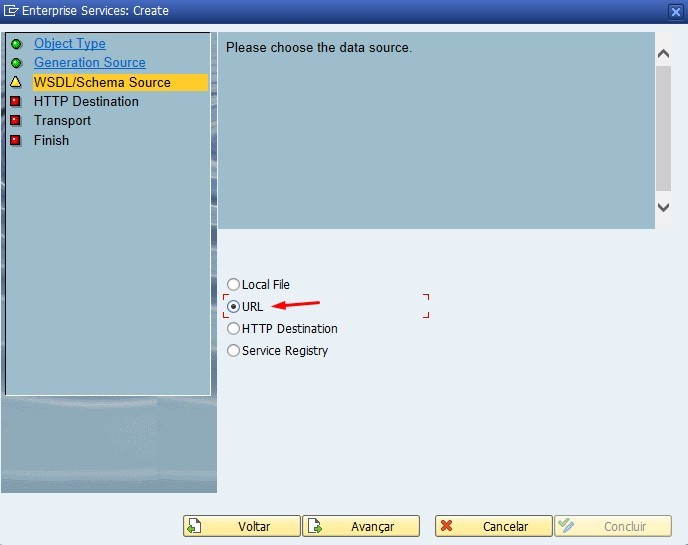 Enterprise Services: Create
Object Type
Generation Source
WSDL/Schema Source
HTTP Destination
Transport
Finish
Please choose the data source.
Local File
URL
HTTP Destination
Service Registry
Voltar
Avançar
Cancelar
Concluir